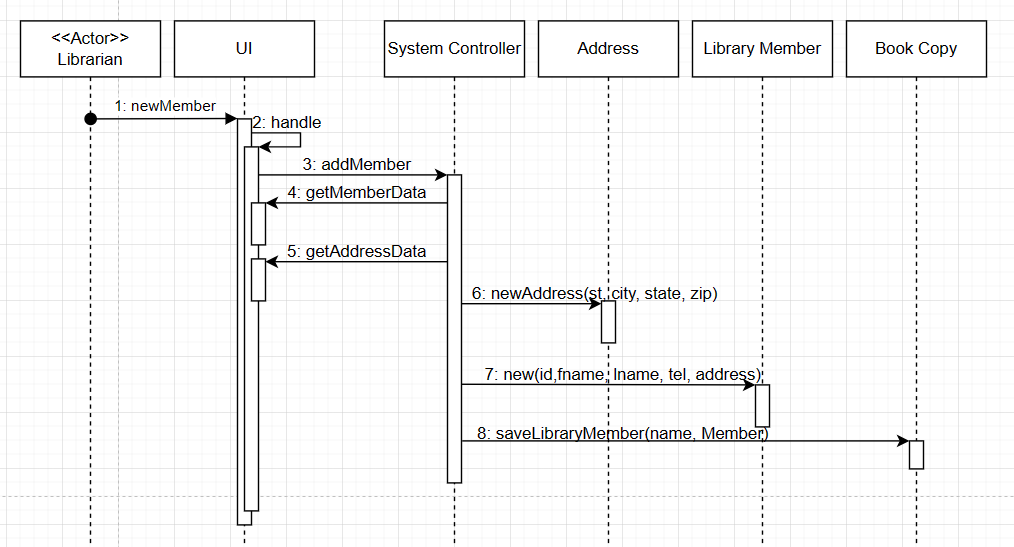 <<Actor>>
Librarian
UI
System Controller
Address
Library Member
Book Copy
1: newMember
2: handle
3: addMember
4: getMemberData
5: getAddressData
6: newAddress(st, city, state, zip)
7: new(id,fname, lname, tel, address)
8: saveLibraryMember(name, Member)